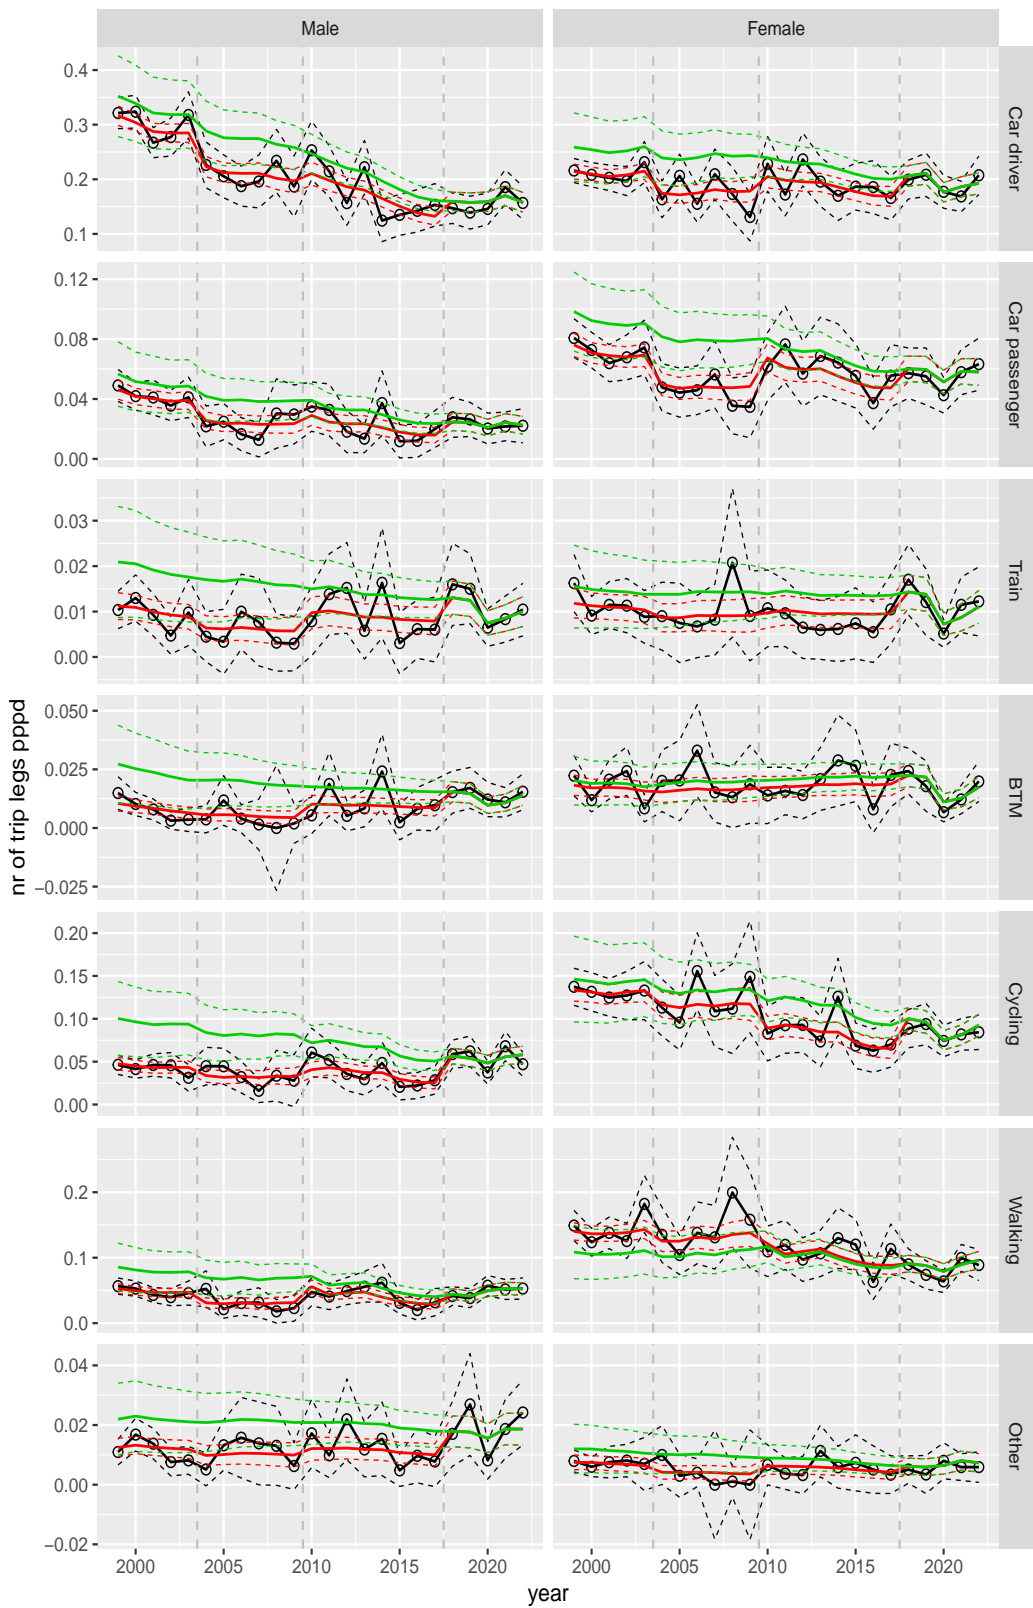 Male Female
0.4
0.3
0.2
0.1
Car driver
0.12
0.08
0.04
0.00
Car passenger
0.03
0.02
0.01
0.00
Train
nr of trip legs pppd
0.050
0.025
0.000
−0.025
BTM
0.20
0.15
0.10
0.05
0.00
Cycling
0.2
0.1
0.0
Walking
0.04
0.02
0.00
−0.02
Other
2000 2005 2010 2015 2020 2000 2005 2010 2015 2020
year